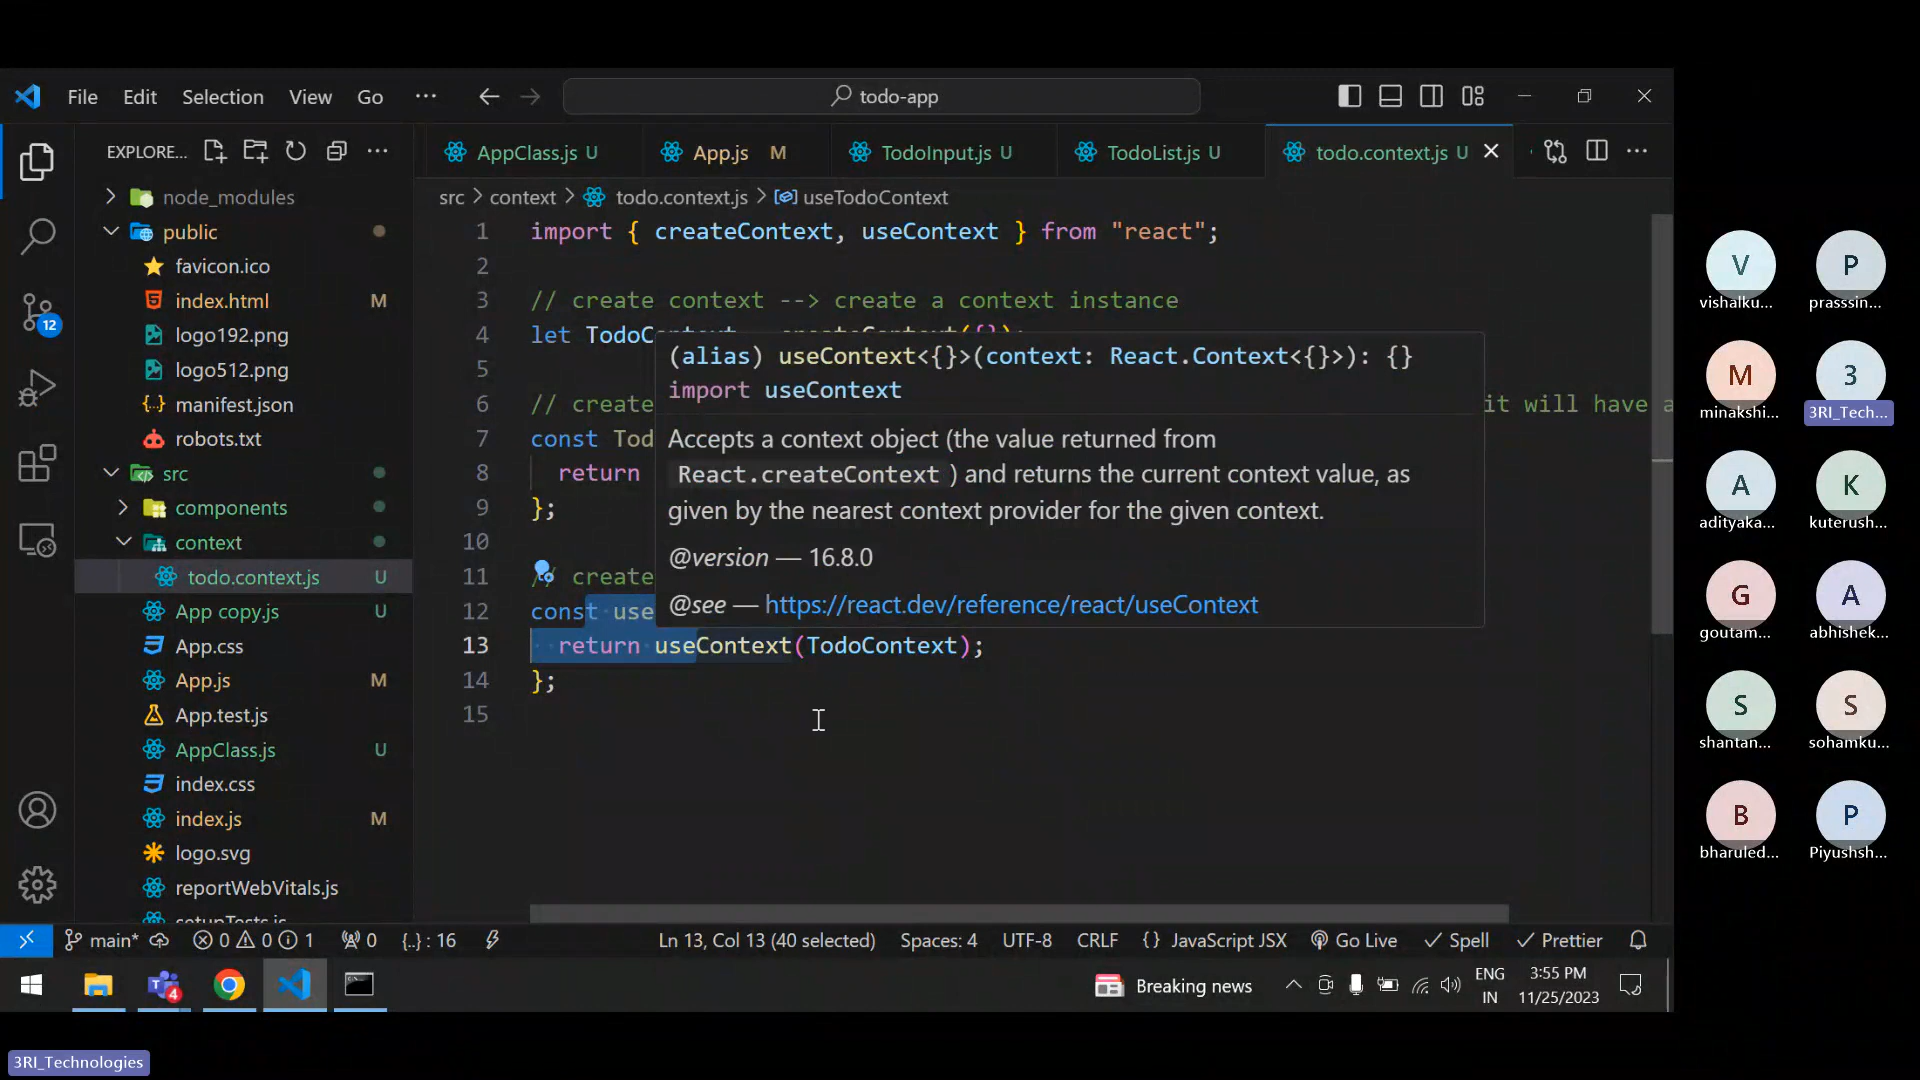 File Edit Selection View Go ···
todo-app
EXPLORE...
AppClass.js U
App.js M
TodoInput.js U
TodoList.js U
todo.context.js U
src > context > todo.context.js > useTodoContext
node_modules
public
favicon.ico
index.html M
logo192.png
logo512.png
manifest.json
robots.txt
src
components
context
todo.context.js U
App copy.js U
App.css
App.js M
App.test.js
AppClass.js U
index.css
index.js M
logo.svg
reportWebVitals.js
setupTests.js
12
1 import { createContext, useContext } from "react";
2
3 // create context --> create a context instance
4 let TodoContext = createContext({});
5
6 // create it will have a
7 const Tod
8 return
9 };
10
11 // create
12 const use
13 return useContext(TodoContext);
14 };
15
(alias) useContext<{}>(context: React.Context<{}>): {}
import useContext
Accepts a context object (the value returned from
React.createContext ) and returns the current context value, as
given by the nearest context provider for the given context.
@version — 16.8.0
@see — https://react.dev/reference/react/useContext
main* 0 0 1 0 {..} : 16
Ln 13, Col 13 (40 selected) Spaces: 4 UTF-8 CRLF {} JavaScript JSX Go Live Spell Prettier
4
Breaking news
ENG
IN
3:55 PM
11/25/2023
V
vishalku...
P
prasssin...
M
minakshi...
3
3RI_Tech...
A
adityaka...
K
kuterush...
G
goutam...
A
abhishek...
S
shantan...
S
sohamku...
B
bharuled...
P
Piyushsh...
3RI_Technologies